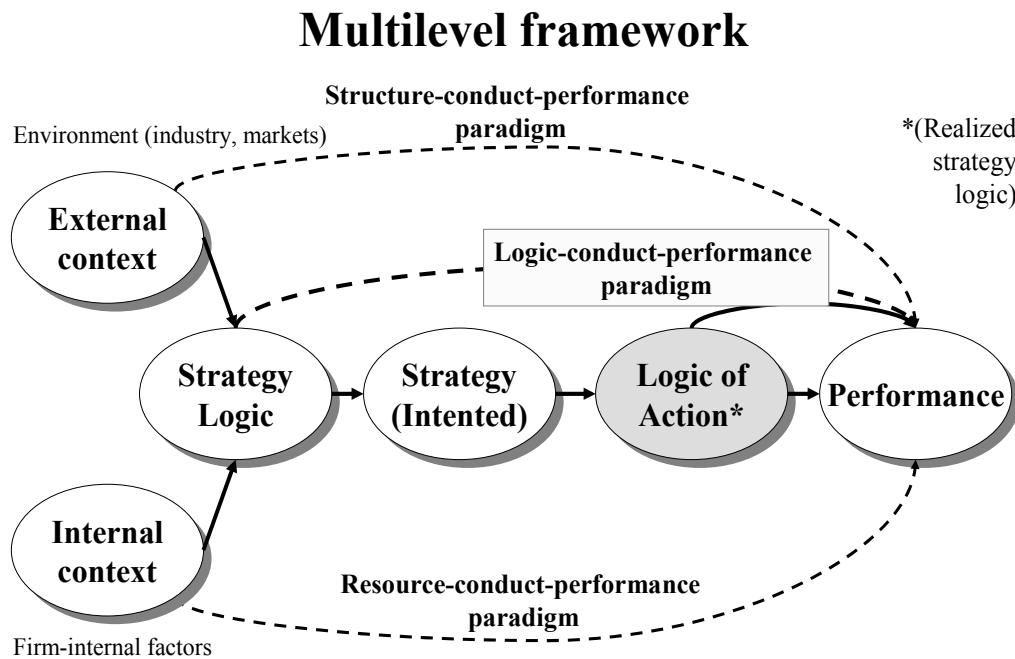 Multilevel framework
Structure-conduct-performance
paradigm
Environment (industry, markets)
*(Realized
strategy
logic)
External
context
Logic-conduct-performance
paradigm
Strategy
Logic
Strategy
(Intented)
Logic of
Action*
Performance
Internal
context
Resource-conduct-performance
paradigm
Firm-internal factors